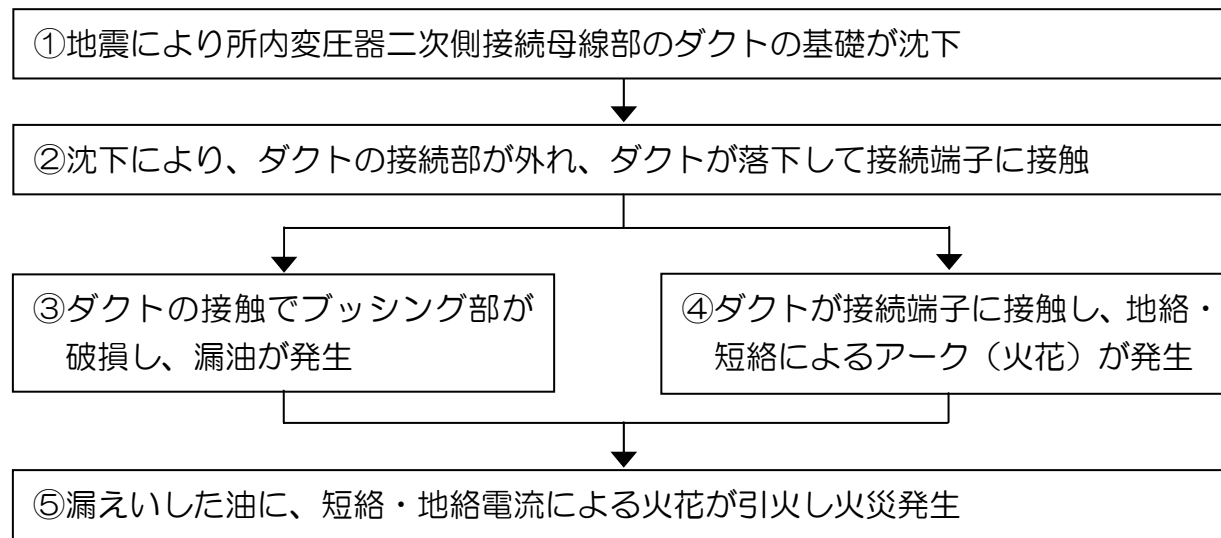 ①地震により所内変圧器二次側接続母線部のダクトの基礎が沈下
②沈下により、ダクトの接続部が外れ、ダクトが落下して接続端子に接触
③ダクトの接触でブッシング部が
破損し、漏油が発生
④ダクトが接続端子に接触し、地絡・
短絡によるアーク（火花）が発生
⑤漏えいした油に、短絡・地絡電流による火花が引火し火災発生